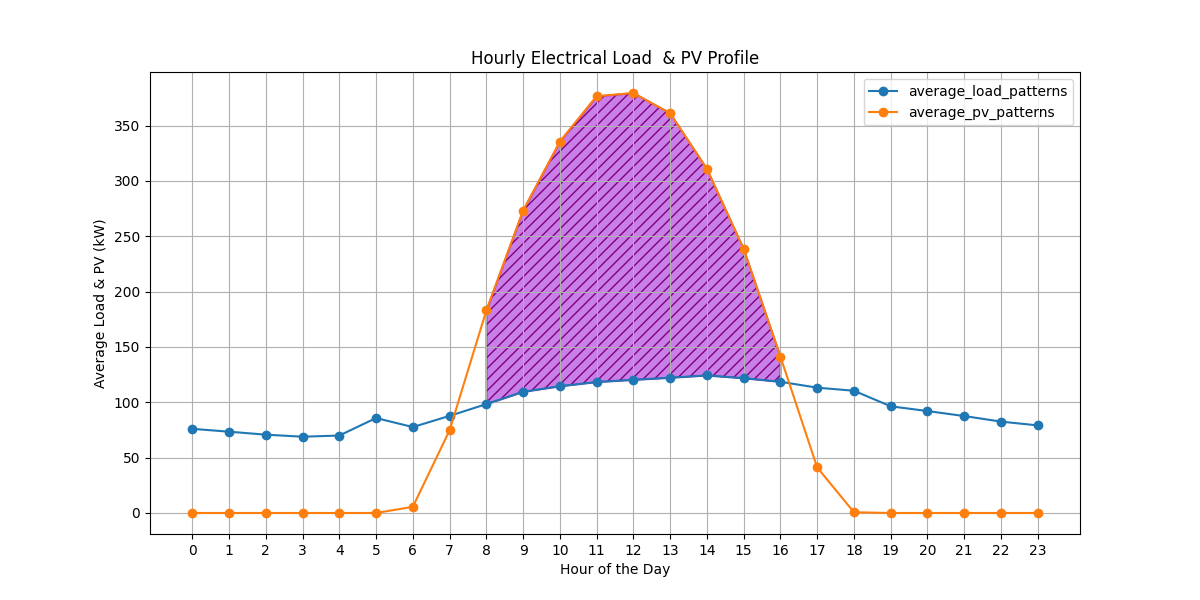 Hourly Electrical Load  & PV Profile
average_load_patterns
average_pv_patterns
Average Load & PV (kW)
350
300
250
200
150
100
50
0
0 1 2 3 4 5 6 7 8 9 10 11 12 13 14 15 16 17 18 19 20 21 22 23
Hour of the Day